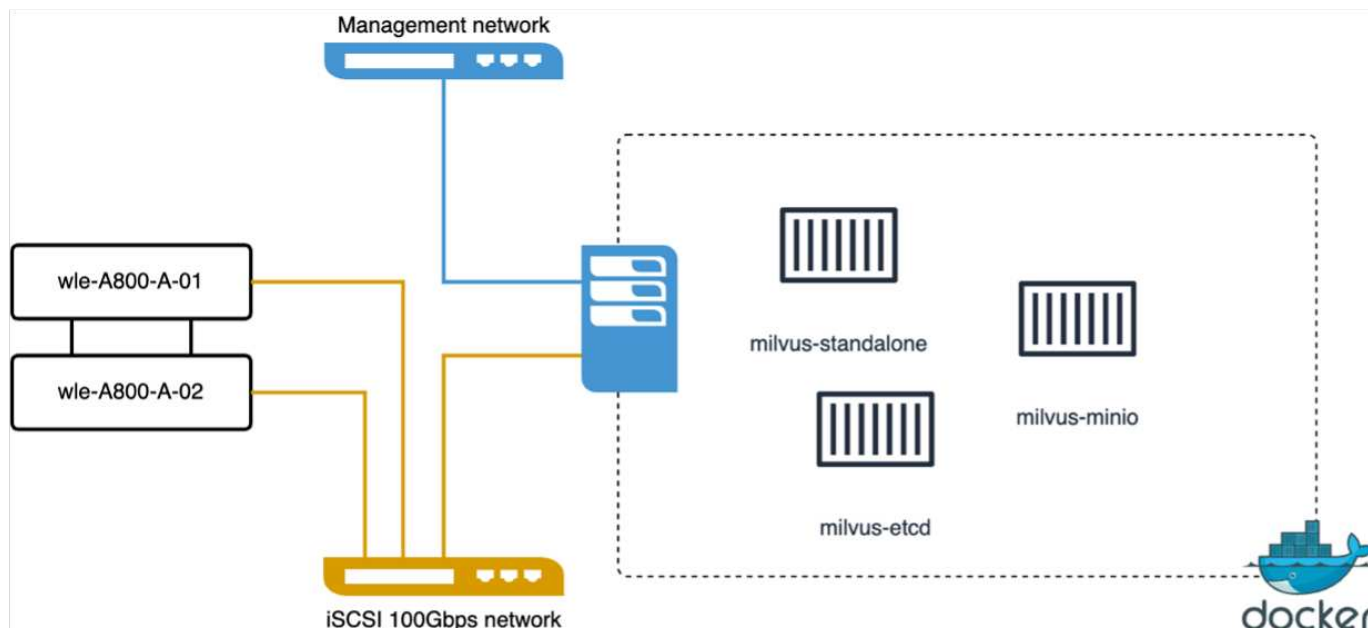 Management network
wle-A800-A-01
wle-A800-A-02
milvus-standalone
milvus-minio
milvus-etcd
iSCSI 100Gbps network
docker